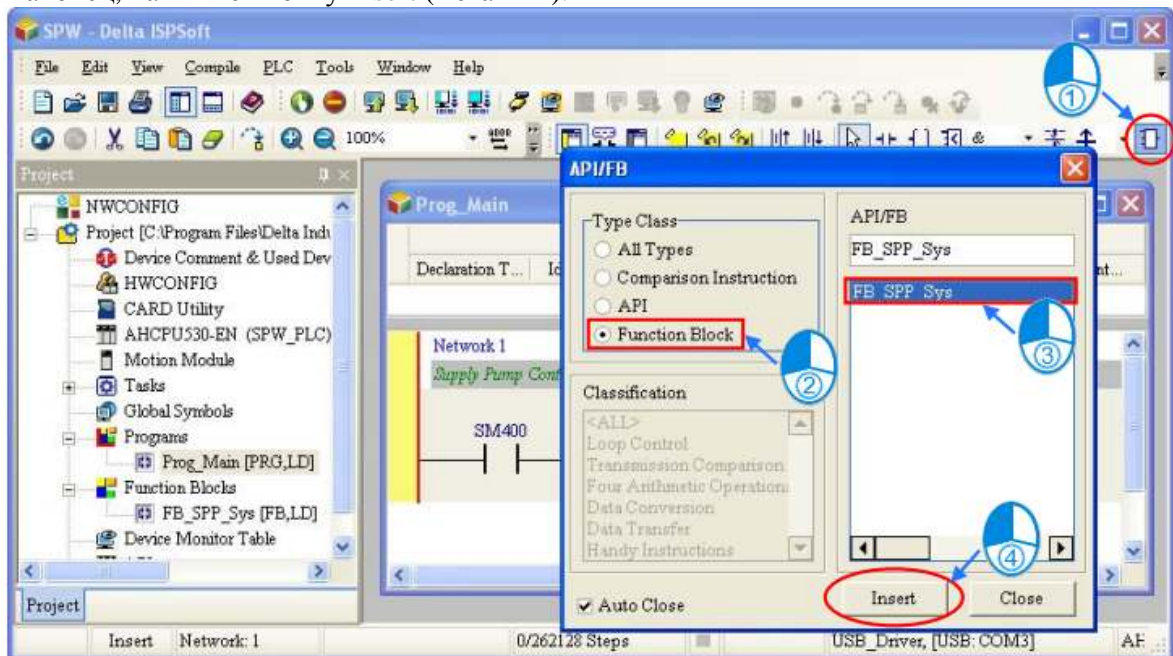 SPW - Delta ISPSoft
File Edit View Compile PLC Tools Window Help
①
100%
Project
NWCONFIG
Project [C:\Program Files\Delta Indu
Device Comment & Used Dev
HWCONFIG
CARD Utility
AHCPU530-EN (SPW_PLC)
Motion Module
Tasks
Global Symbols
Programs
Prog_Main [PRG,LD]
Function Blocks
FB_SPP_Sys [FB,LD]
Device Monitor Table
Project
Prog_Main
Declaration T...
Network 1
Supply Pump Cont
SM400
API/FB
Type Class
All Types
Comparison Instruction
API
Function Block
②
Classification
<ALL>
Loop Control
Transmission Comparison
Four Arithmetic Operations
Data Conversion
Data Transfer
Handy Instructions
API/FB
FB_SPP_Sys
FB_SPP_Sys
③
④
Auto Close
Insert Close
Insert Network: 1 0/262128 Steps USB_Driver, [USB: COM3] AH